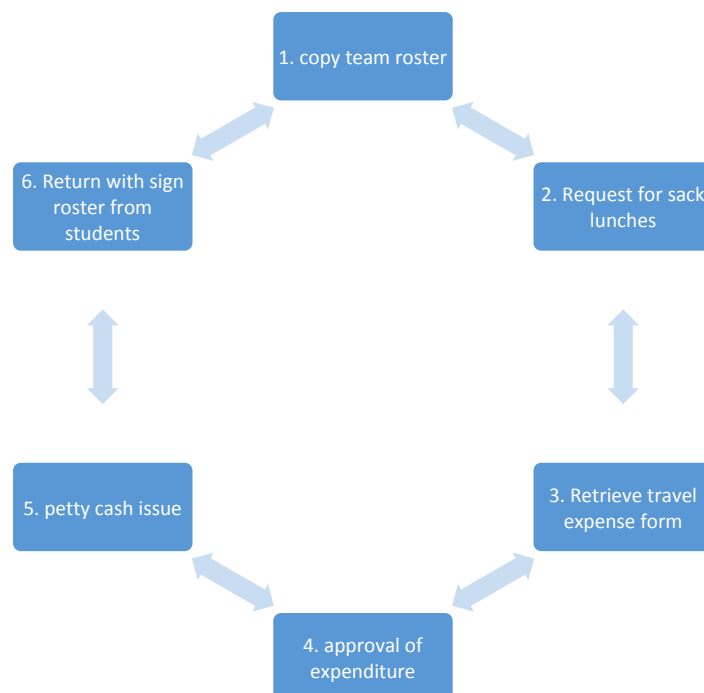 1. copy team roster
2. Request for sack
lunches
3. Retrieve travel
expense form
4. approval of
expenditure
5. petty cash issue
6. Return with sign
roster from
students